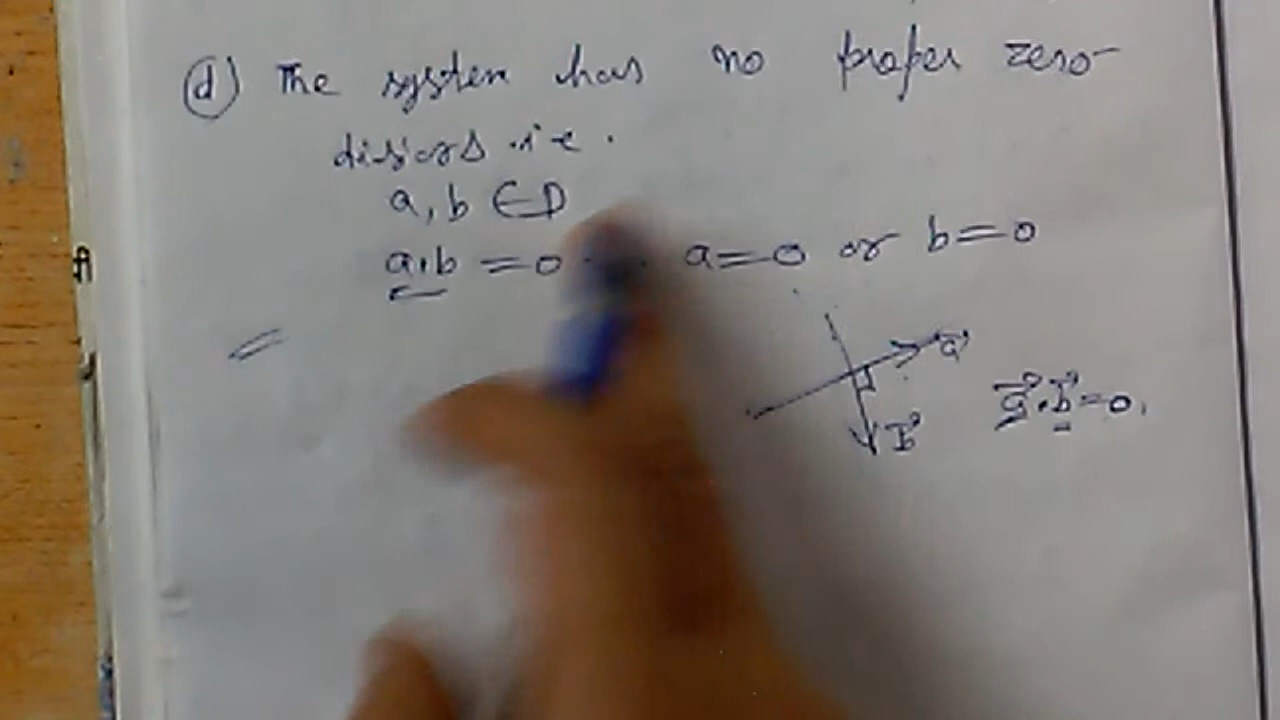 (d) The system has no proper zero-
divisors i.e.
a, b ∈ D
a.b = 0 a = 0 or b = 0
a⃗
b⃗
a⃗.b⃗ = 0,